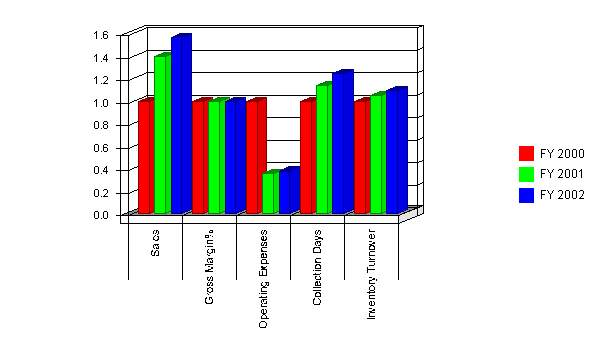 1.6
1.4
1.2
1.0
0.8
0.6
0.4
0.2
0.0
Sales
Gross Margin%
Operating Expenses
Collection Days
Inventory Turnover
FY 2000
FY 2001
FY 2002